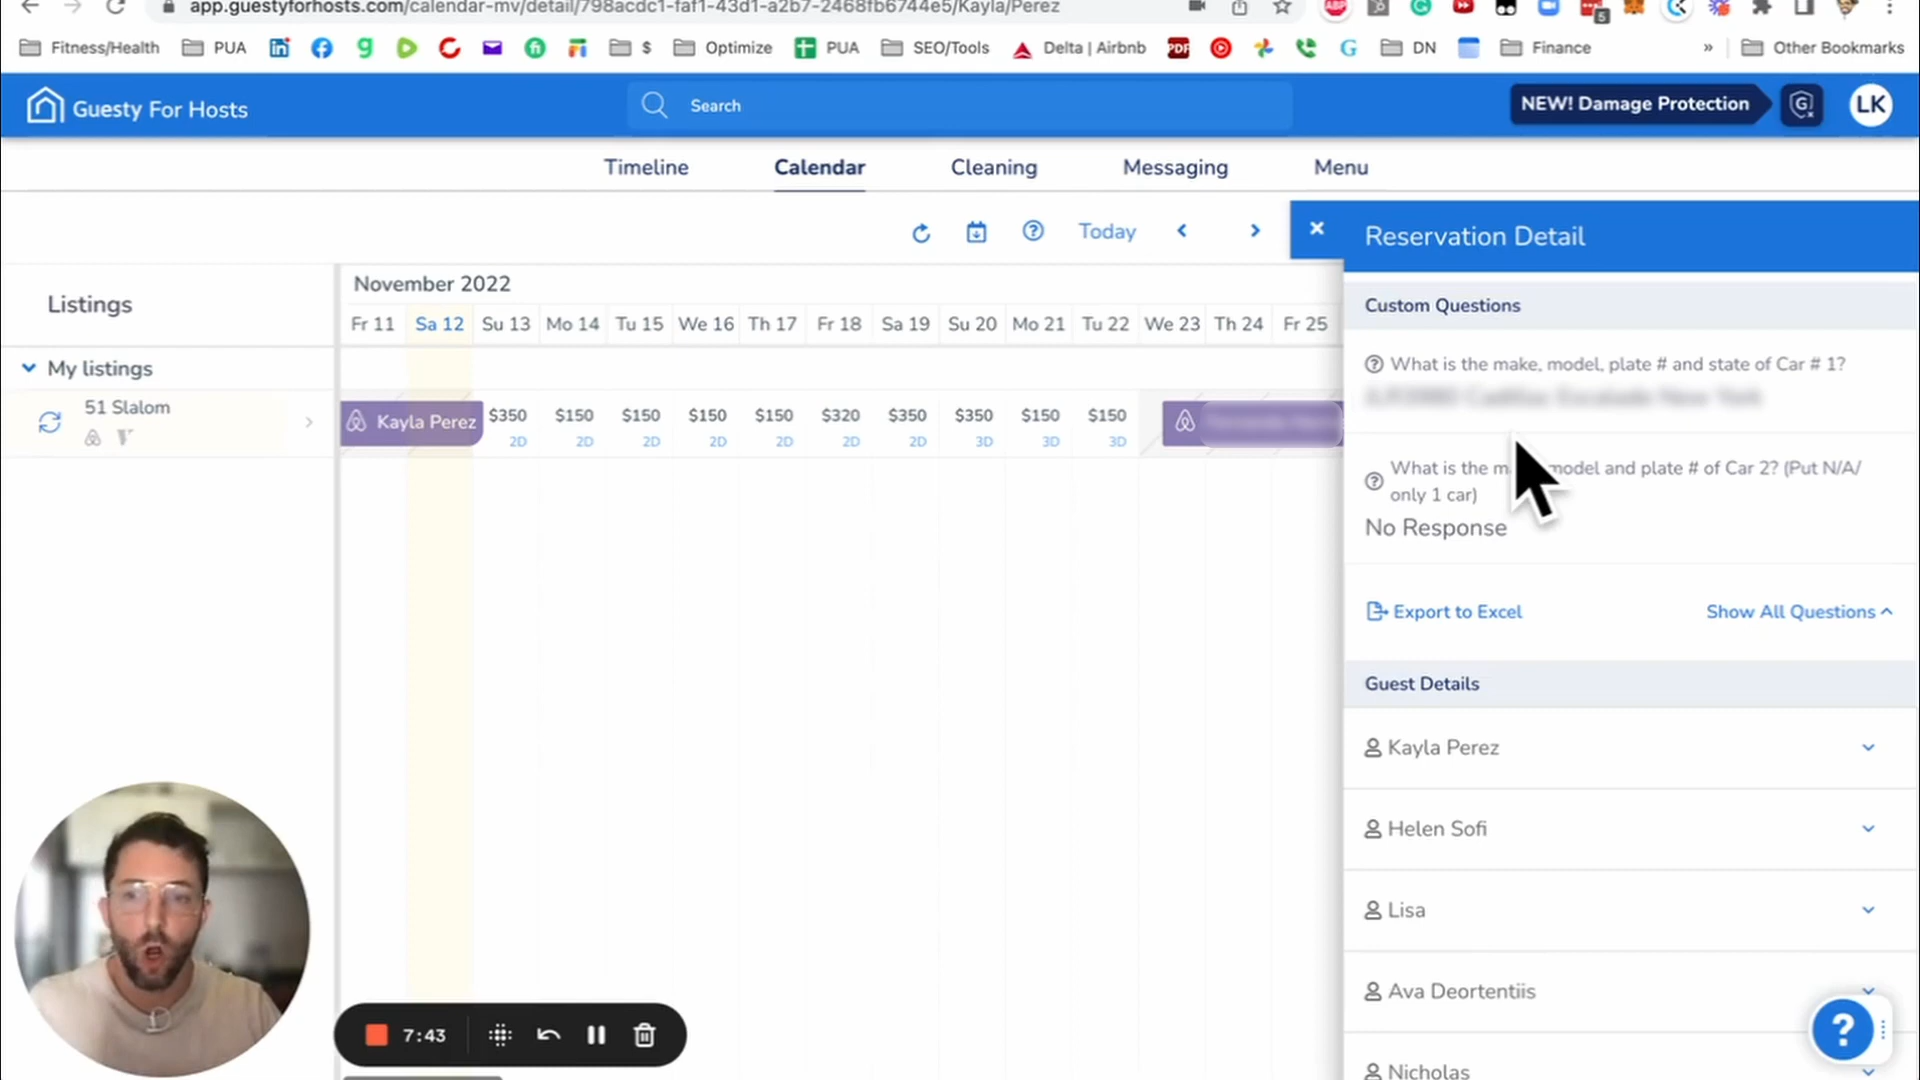 app.guestyforhosts.com/calendar-mv/detail/798acdc1-faf1-43d1-a2b7-2468fb6744e5/Kayla/Perez
ABP
5
Fitness/Health PUA $ Optimize PUA SEO/Tools Delta | Airbnb PDF DN Finance » Other Bookmarks
Guesty For Hosts
Search
NEW! Damage Protection
LK
Timeline Calendar Cleaning Messaging Menu
Today
Reservation Detail
Listings
November 2022
Fr 11 Sa 12 Su 13 Mo 14 Tu 15 We 16 Th 17 Fr 18 Sa 19 Su 20 Mo 21 Tu 22 We 23 Th 24 Fr 25
My listings
51 Slalom
Kayla Perez
$350 $150 $150 $150 $150 $320 $350 $350 $150 $150
2D 2D 2D 2D 2D 2D 2D 3D 3D 3D
Custom Questions
What is the make, model, plate # and state of Car # 1?
What is the model and plate # of Car 2? (Put N/A/
only 1 car)
No Response
Export to Excel
Show All Questions
Guest Details
Kayla Perez
Helen Sofi
Lisa
Ava Deortentiis
Nicholas
7:43
?